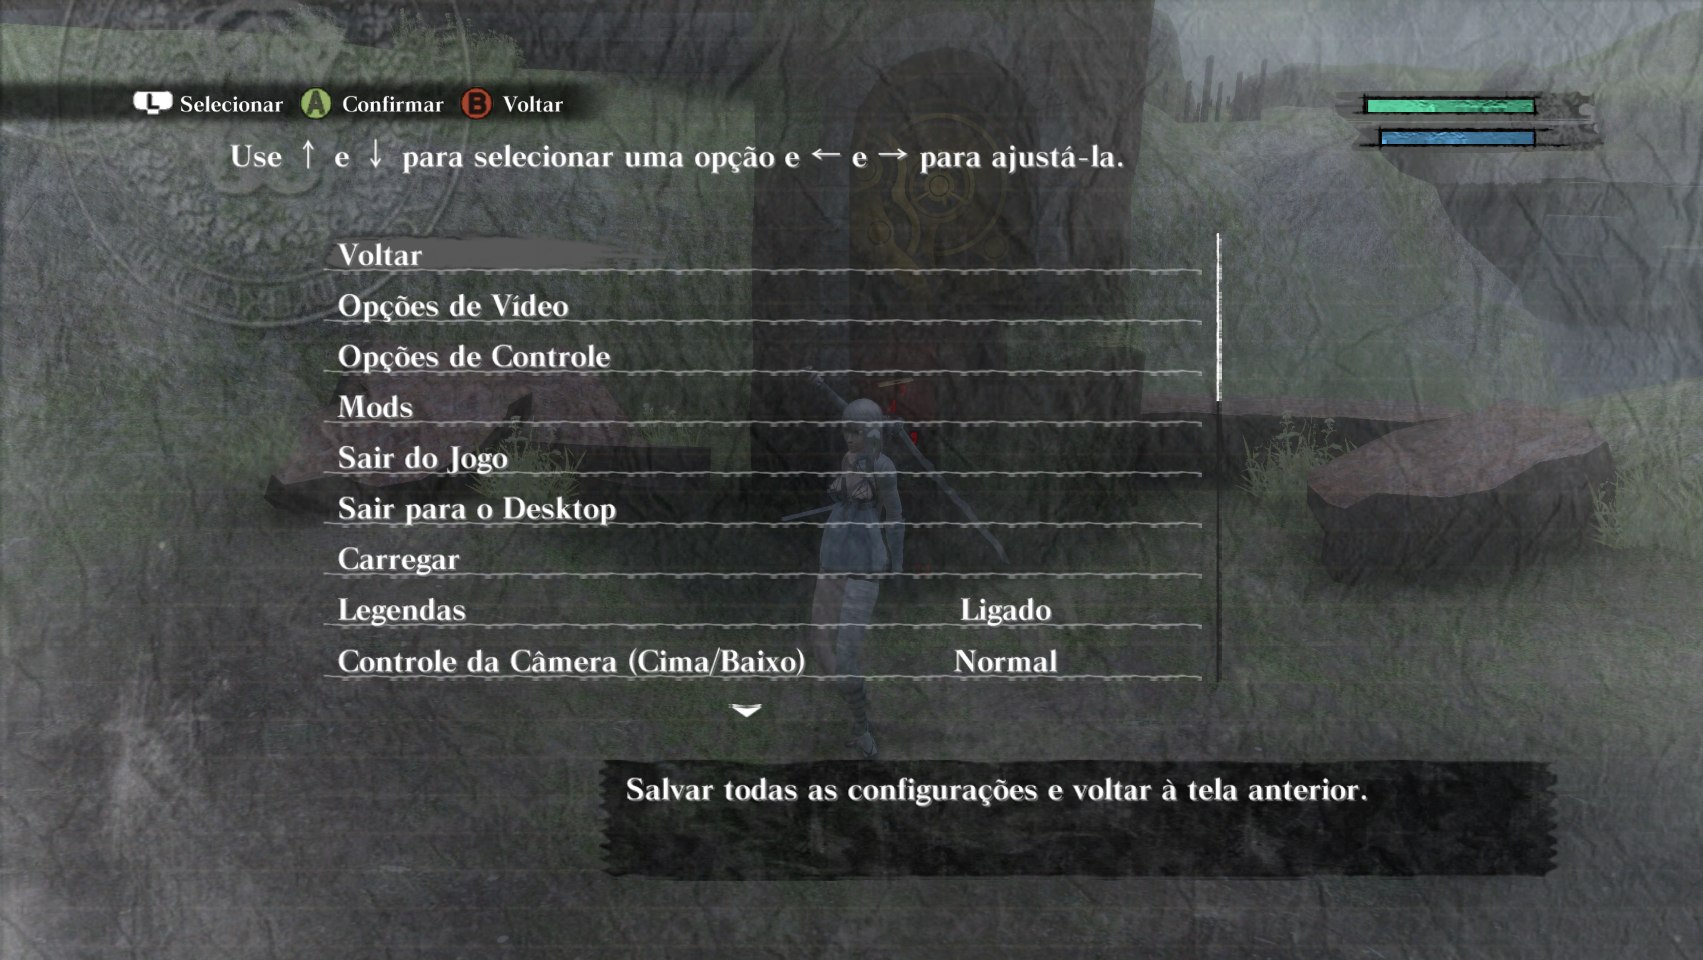 L Selecionar A Confirmar B Voltar
Use ↑ e ↓ para selecionar uma opção e ← e → para ajustá-la.
Voltar
Opções de Vídeo
Opções de Controle
Mods
Sair do Jogo
Sair para o Desktop
Carregar
Legendas Ligado
Controle da Câmera (Cima/Baixo) Normal
Salvar todas as configurações e voltar à tela anterior.